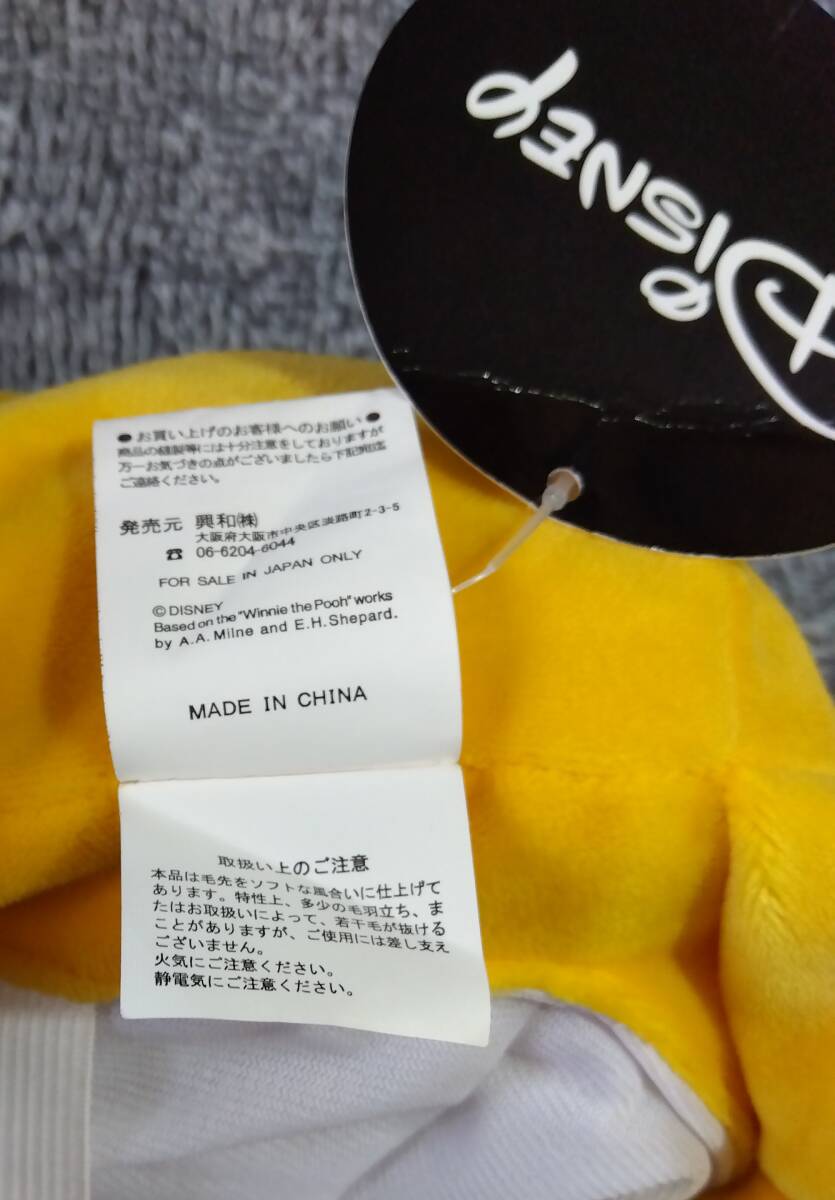 Disney
●お買い上げのお客様へのお願い●
商品の縫製等には十分注意をしておりますが
万一お気づきの点がございましたら下記宛迄
ご連絡ください。
発売元 興和㈱
大阪府大阪市中央区淡路町2-3-5
☎ 06-6204-6044
FOR SALE IN JAPAN ONLY
© DISNEY
Based on the "Winnie the Pooh" works
by A.A. Milne and E.H. Shepard.
MADE IN CHINA
取扱い上のご注意
本品は毛先をソフトな風合いに仕上げて
あります。特性上、多少の毛羽立ち、ま
たはお取扱いによって、若干毛が抜ける
ことがありますが、ご使用には差し支え
ございません。
火気にご注意ください。
静電気にご注意ください。